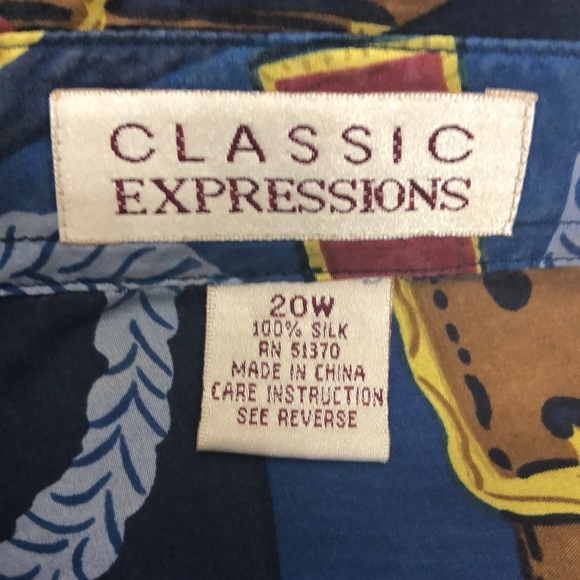 CLASSIC
EXPRESSIONS
20W
100% SILK
RN 51370
MADE IN CHINA
CARE INSTRUCTION
SEE REVERSE